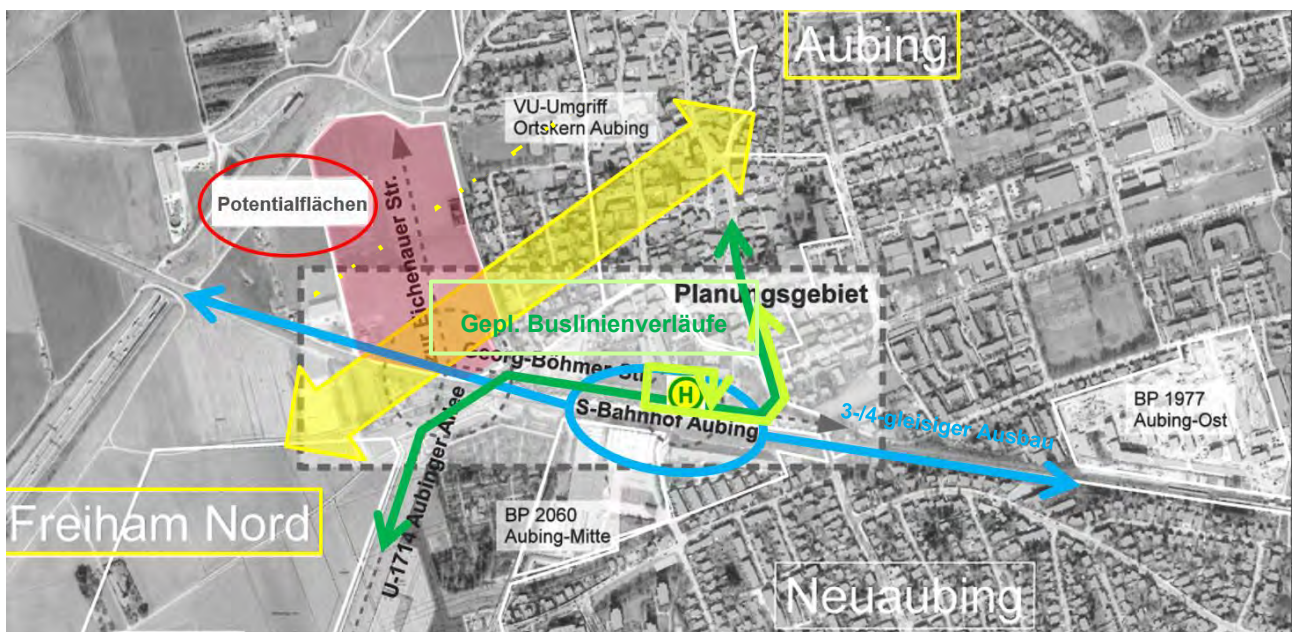 Aubing
VU-Umgriff
Ortskern Aubing
Potentialflächen
Eichenauer Str.
Planungsgebiet
Gepl. Buslinienverläufe
Georg-Böhmer Str
H
S-Bahnhof Aubing
3-/4-gleisiger Ausbau
BP 1977
Aubing-Ost
U-1714 Aubinger Allee
Freiham Nord
BP 2060
Aubing-Mitte
Neuaubing